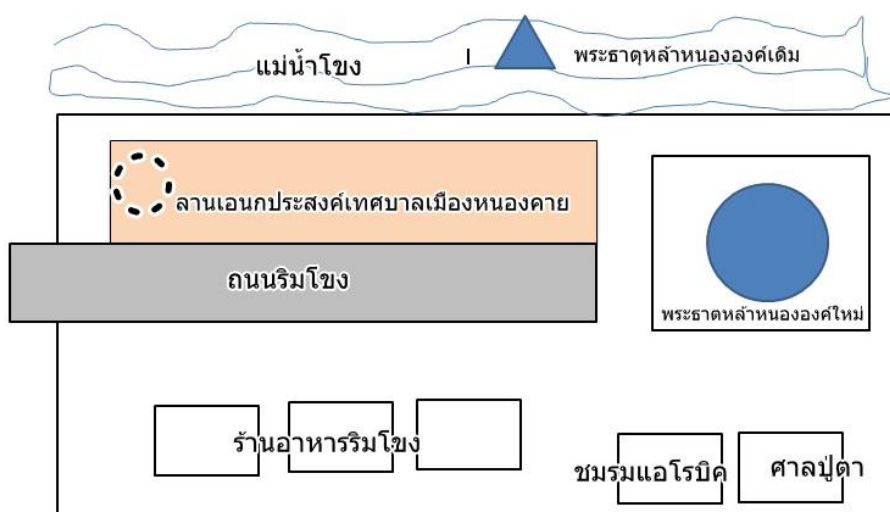 แม่น้ำโขง
พระธาตุหล้าหนององค์เดิม
ลานเอนกประสงค์เทศบาลเมืองหนองคาย
ถนนริมโขง
พระธาตุหล้าหนององค์ใหม่
ร้านอาหารริมโขง
ชมรมแอโรบิค
ศาลปู่ตา